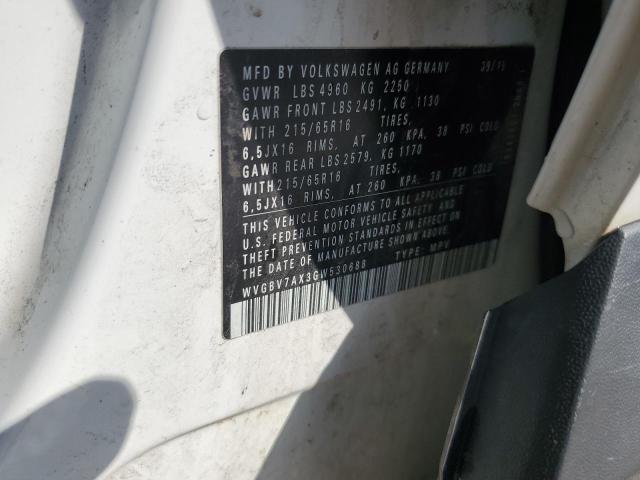 MFD BY VOLKSWAGEN AG GERMANY 39/15
GVWR LBS 4960 KG 2250
GAWR FRONT LBS 2491, KG 1130
WITH 215/65R16 TIRES,
6,5JX16 RIMS, AT 260 KPA, 38 PSI COLD
GAWR REAR LBS 2579, KG 1170
WITH 215/65R16 TIRES,
6,5JX16 RIMS, AT 260 KPA, 38 PSI COLD
THIS VEHICLE CONFORMS TO ALL APPLICABLE
U.S. FEDERAL MOTOR VEHICLE SAFETY AND
THEFT PREVENTION STANDARDS IN EFFECT
ON THE DATE OF MANUFACTURE SHOWN ABOVE.
WVGBV7AX3GW530688 TYPE: MPV